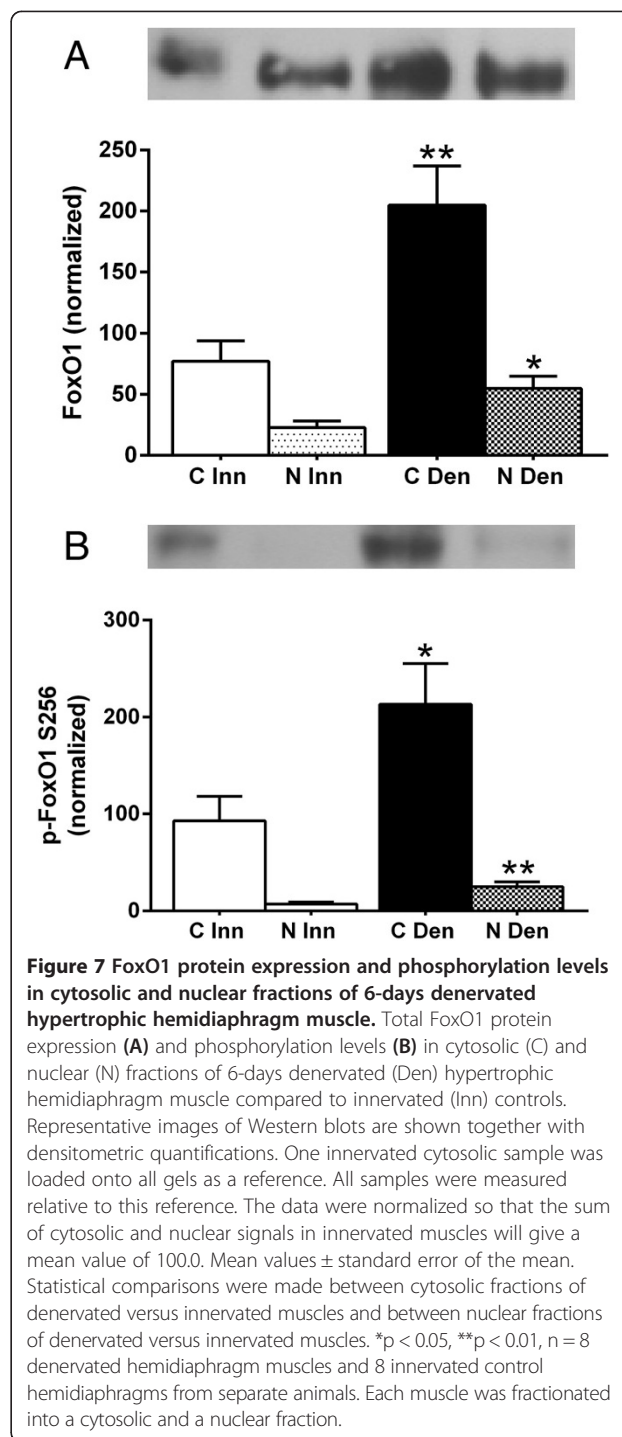 A
250
200
150
100
50
0
FoxO1 (normalized)
**
*
C Inn
N Inn
C Den
N Den
B
300
200
100
0
p-FoxO1 S256
(normalized)
*
**
C Inn
N Inn
C Den
N Den
Figure 7 FoxO1 protein expression and phosphorylation levels
in cytosolic and nuclear fractions of 6-days denervated
hypertrophic hemidiaphragm muscle. Total FoxO1 protein
expression (A) and phosphorylation levels (B) in cytosolic (C) and
nuclear (N) fractions of 6-days denervated (Den) hypertrophic
hemidiaphragm muscle compared to innervated (Inn) controls.
Representative images of Western blots are shown together with
densitometric quantifications. One innervated cytosolic sample was
loaded onto all gels as a reference. All samples were measured
relative to this reference. The data were normalized so that the sum
of cytosolic and nuclear signals in innervated muscles will give a
mean value of 100.0. Mean values ± standard error of the mean.
Statistical comparisons were made between cytosolic fractions of
denervated versus innervated muscles and between nuclear fractions
of denervated versus innervated muscles. *p < 0.05, **p < 0.01, n = 8
denervated hemidiaphragm muscles and 8 innervated control
hemidiaphragms from separate animals. Each muscle was fractionated
into a cytosolic and a nuclear fraction.